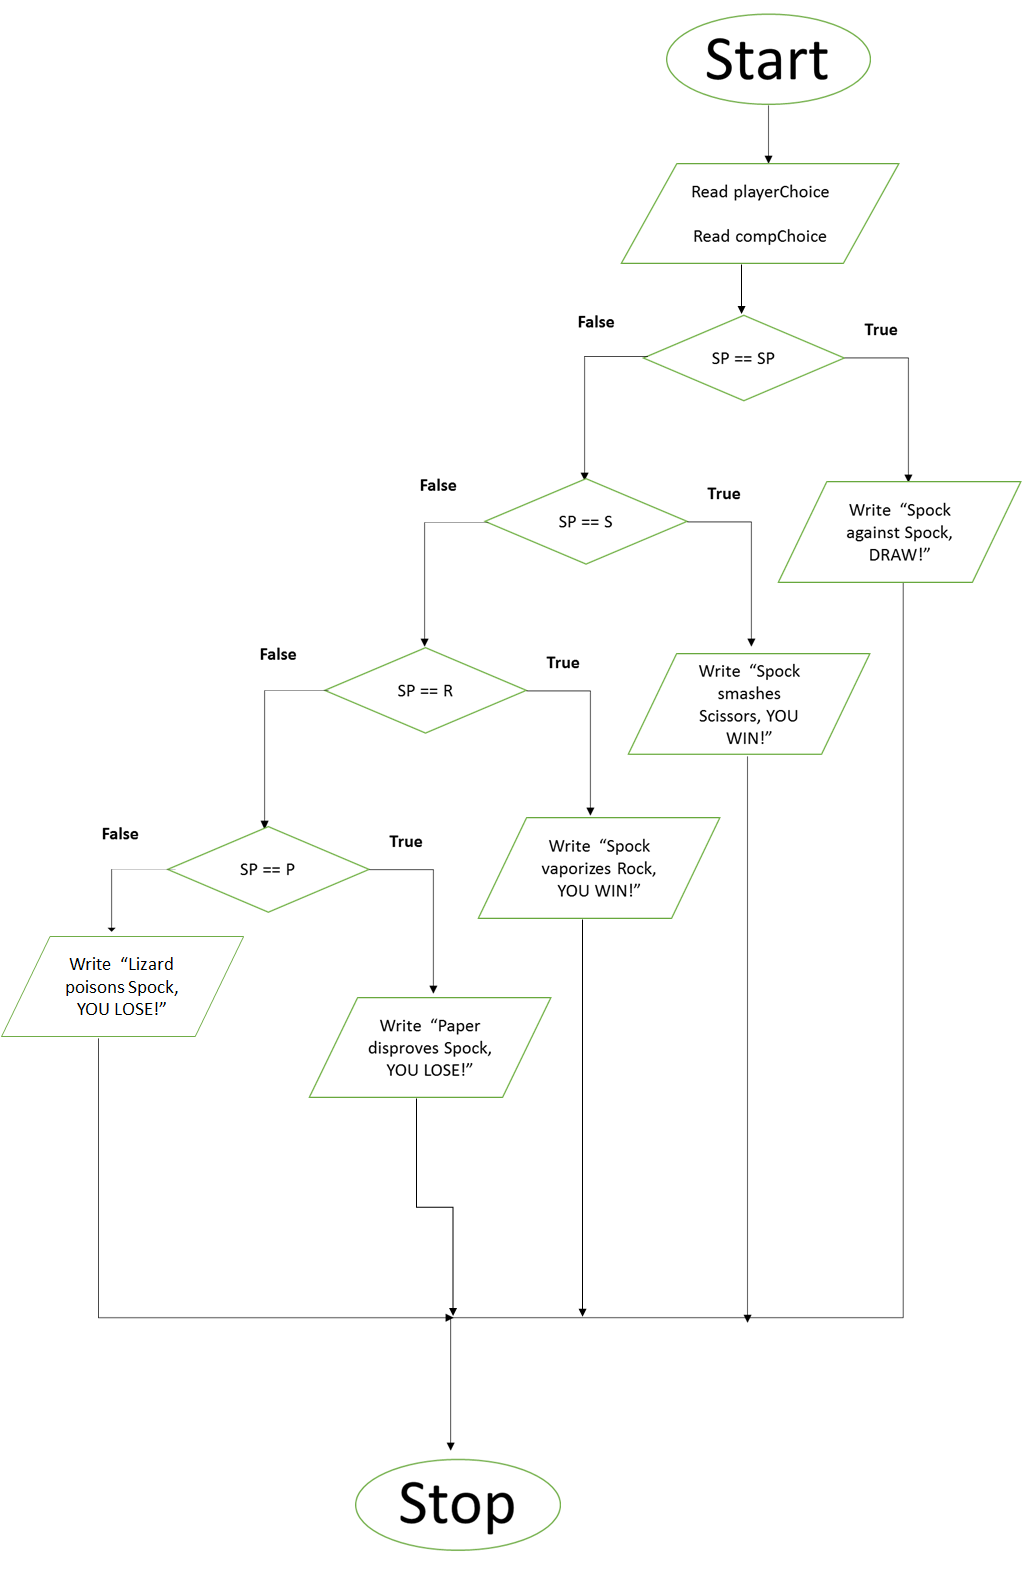 Start
Read playerChoice
Read compChoice
False
True
SP == SP
False
True
SP == S
Write “Spock
against Spock,
DRAW!”
False
True
SP == R
Write “Spock
smashes
Scissors, YOU
WIN!”
False
True
SP == P
Write “Spock
vaporizes Rock,
YOU WIN!”
Write “Lizard
poisons Spock,
YOU LOSE!”
Write “Paper
disproves Spock,
YOU LOSE!”
Stop